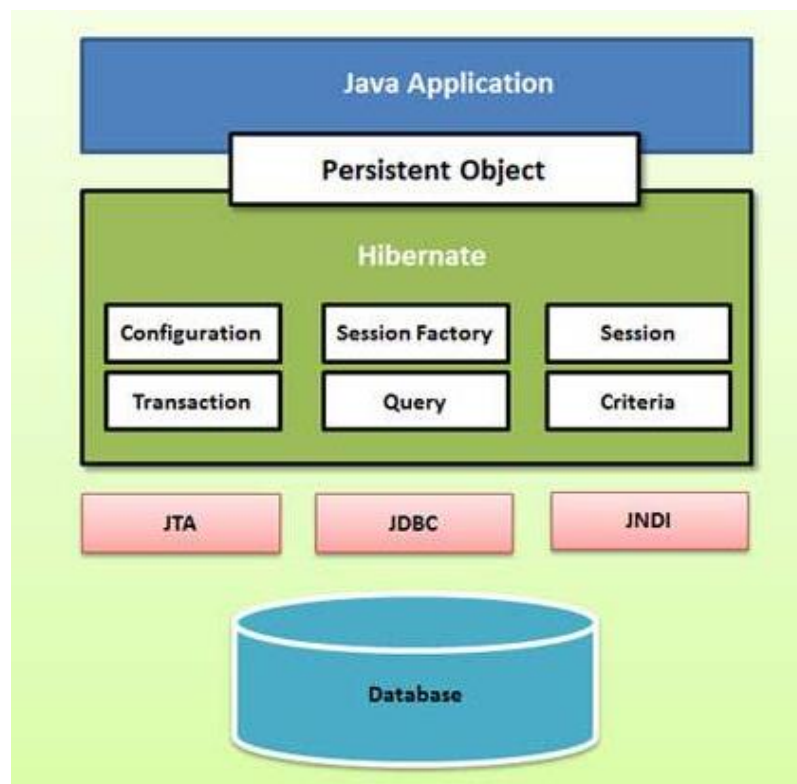 Java Application
Persistent Object
Hibernate
Configuration
Session Factory
Session
Transaction
Query
Criteria
JTA
JDBC
JNDI
Database